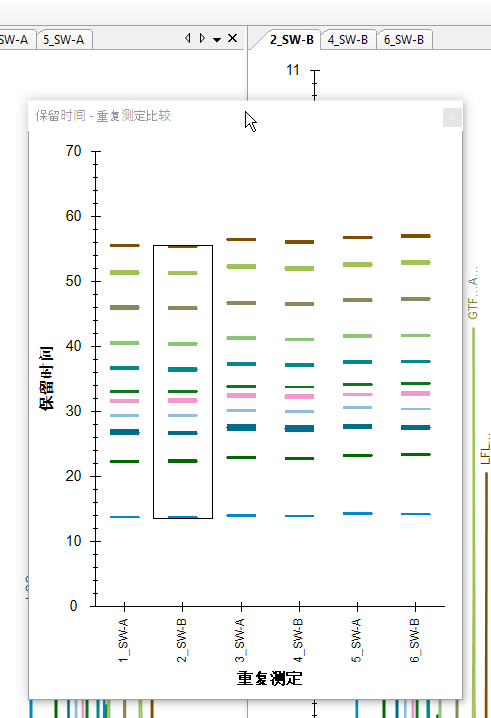 SW-A
5_SW-A
2_SW-B
4_SW-B
6_SW-B
11
保留时间 - 重复测定比较
70
60
50
40
30
20
10
0
保留时间
1_SW-A
2_SW-B
3_SW-A
4_SW-B
5_SW-A
6_SW-B
重复测定
GTF...A...
LFL...